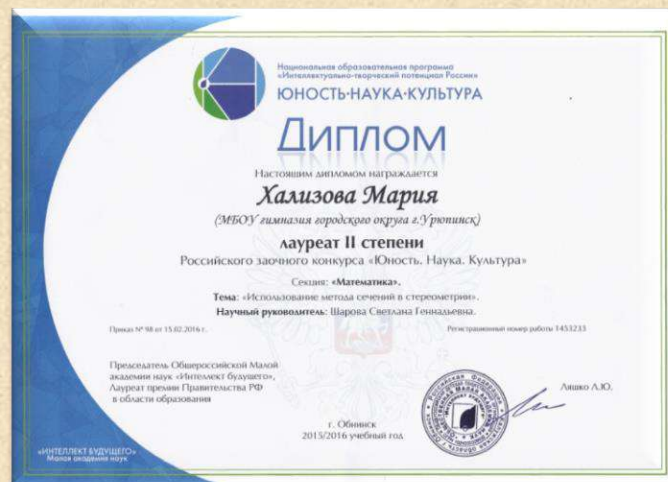 Национальная образовательная программа
«Интеллектуально-творческий потенциал России»
ЮНОСТЬ·НАУКА·КУЛЬТУРА
Диплом
Настоящим дипломом награждается
Хализова Мария
(МБОУ гимназия городского округа г.Урюпинск)
лауреат II степени
Российского заочного конкурса «Юность. Наука. Культура»
Секция: «Математика».
Тема: «Использование метода сечений в стереометрии».
Научный руководитель: Шарова Светлана Геннадьевна.
Приказ № 98 от 15.02.2016 г. Регистрационный номер работы 1453233
Председатель Общероссийской Малой
академии наук «Интеллект будущего»,
Лауреат премии Правительства РФ
в области образования
Ляшко Л.Ю.
г. Обнинск
2015/2016 учебный год
«ИНТЕЛЛЕКТ БУДУЩЕГО»
Малая академия наук